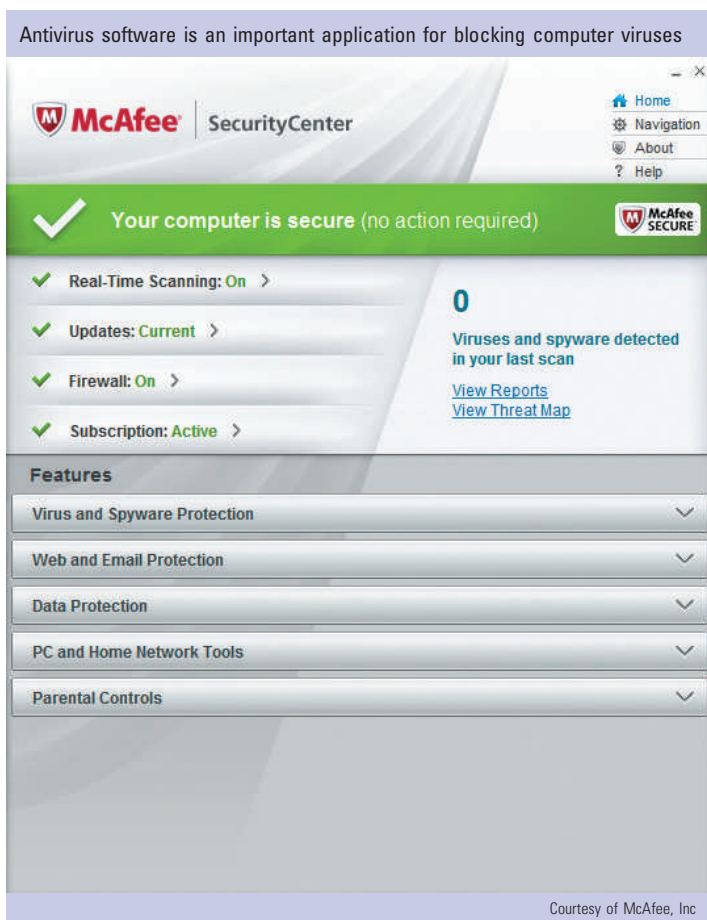 Antivirus software is an important application for blocking computer viruses
McAfee® SecurityCenter
Home
Navigation
About
? Help
Your computer is secure (no action required)
McAfee
SECURE
Real-Time Scanning: On >
Updates: Current >
Firewall: On >
Subscription: Active >
0
Viruses and spyware detected
in your last scan
View Reports
View Threat Map
Features
Virus and Spyware Protection
Web and Email Protection
Data Protection
PC and Home Network Tools
Parental Controls
Courtesy of McAfee, Inc